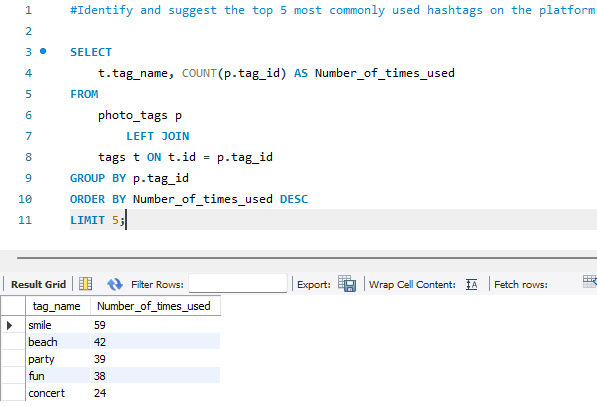 1 #Identify and suggest the top 5 most commonly used hashtags on the platform
2
3 SELECT
4 t.tag_name, COUNT(p.tag_id) AS Number_of_times_used
5 FROM
6 photo_tags p
7 LEFT JOIN
8 tags t ON t.id = p.tag_id
9 GROUP BY p.tag_id
10 ORDER BY Number_of_times_used DESC
11 LIMIT 5;
Result Grid Filter Rows: Export: Wrap Cell Content: IA Fetch rows:
tag_name Number_of_times_used
smile 59
beach 42
party 39
fun 38
concert 24